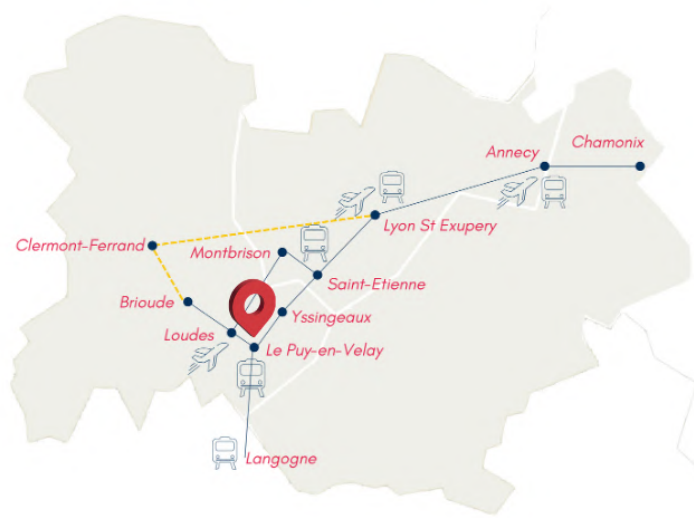 Chamonix
Annecy
Lyon St Exupery
Clermont-Ferrand
Montbrison
Saint-Etienne
Brioude
Yssingeaux
Loudes
Le Puy-en-Velay
Langogne